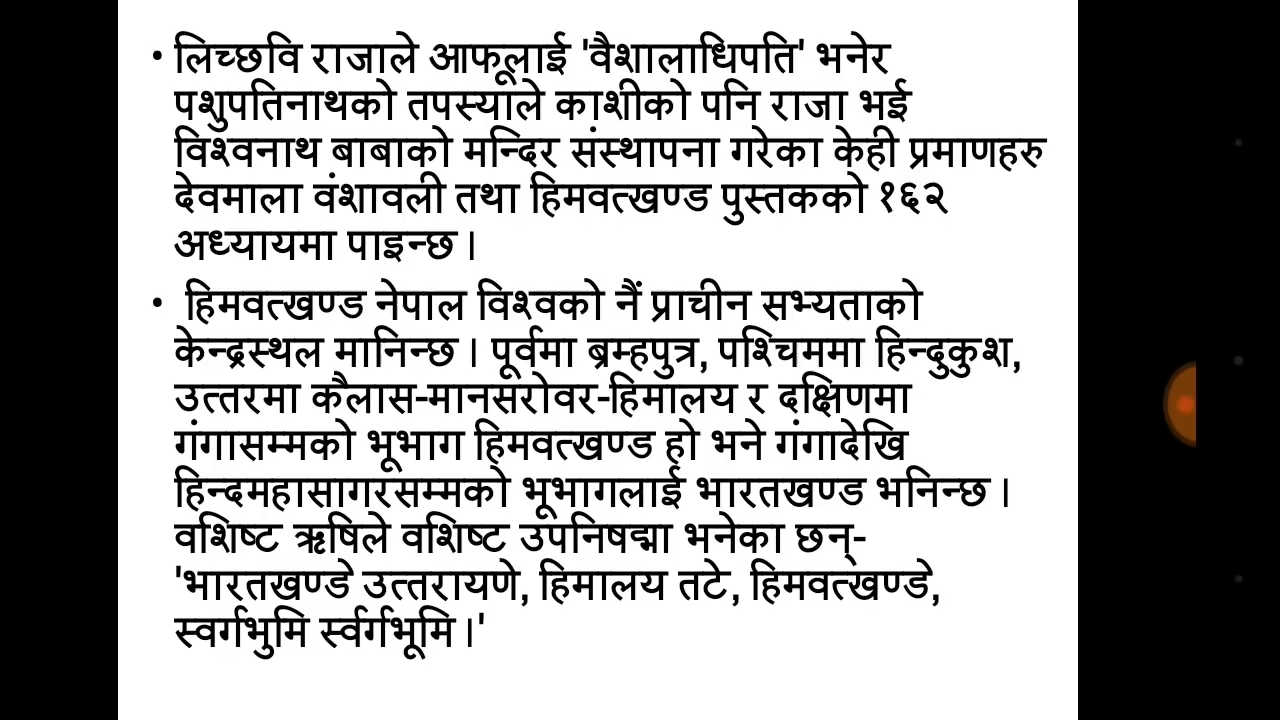 • लिच्छवि राजाले आफूलाई 'वैशालाधिपति' भनेर
पशुपतिनाथको तपस्याले काशीको पनि राजा भई
विश्वनाथ बाबाको मन्दिर संस्थापना गरेका केही प्रमाणहरु
देवमाला वंशावली तथा हिमवत्खण्ड पुस्तकको १६२
अध्यायमा पाइन्छ ।
• हिमवत्खण्ड नेपाल विश्वको नैं प्राचीन सभ्यताको
केन्द्रस्थल मानिन्छ । पूर्वमा ब्रम्हपुत्र, पश्चिममा हिन्दुकुश,
उत्तरमा कैलास-मानसरोवर-हिमालय र दक्षिणमा
गंगासम्मको भूभाग हिमवत्खण्ड हो भने गंगादेखि
हिन्दमहासागरसम्मको भूभागलाई भारतखण्ड भनिन्छ ।
वशिष्ट ऋषिले वशिष्ट उपनिषद्मा भनेका छन्-
'भारतखण्डे उत्तरायणे, हिमालय तटे, हिमवत्खण्डे,
स्वर्गभुमि र्स्वर्गभूमि ।'